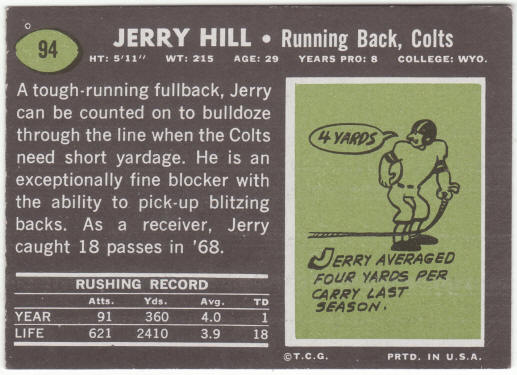 94
JERRY HILL • Running Back, Colts
HT: 5'11" WT: 215 AGE: 29 YEARS PRO: 8 COLLEGE: WYO.
A tough-running fullback, Jerry
can be counted on to bulldoze
through the line when the Colts
need short yardage. He is an
exceptionally fine blocker with
the ability to pick-up blitzing
backs. As a receiver, Jerry
caught 18 passes in '68.
RUSHING RECORD
Atts. Yds. Avg. TD
YEAR 91 360 4.0 1
LIFE 621 2410 3.9 18
4 YARDS
JERRY AVERAGED
FOUR YARDS PER
CARRY LAST
SEASON.
©T.C.G. PRTD. IN U.S.A.